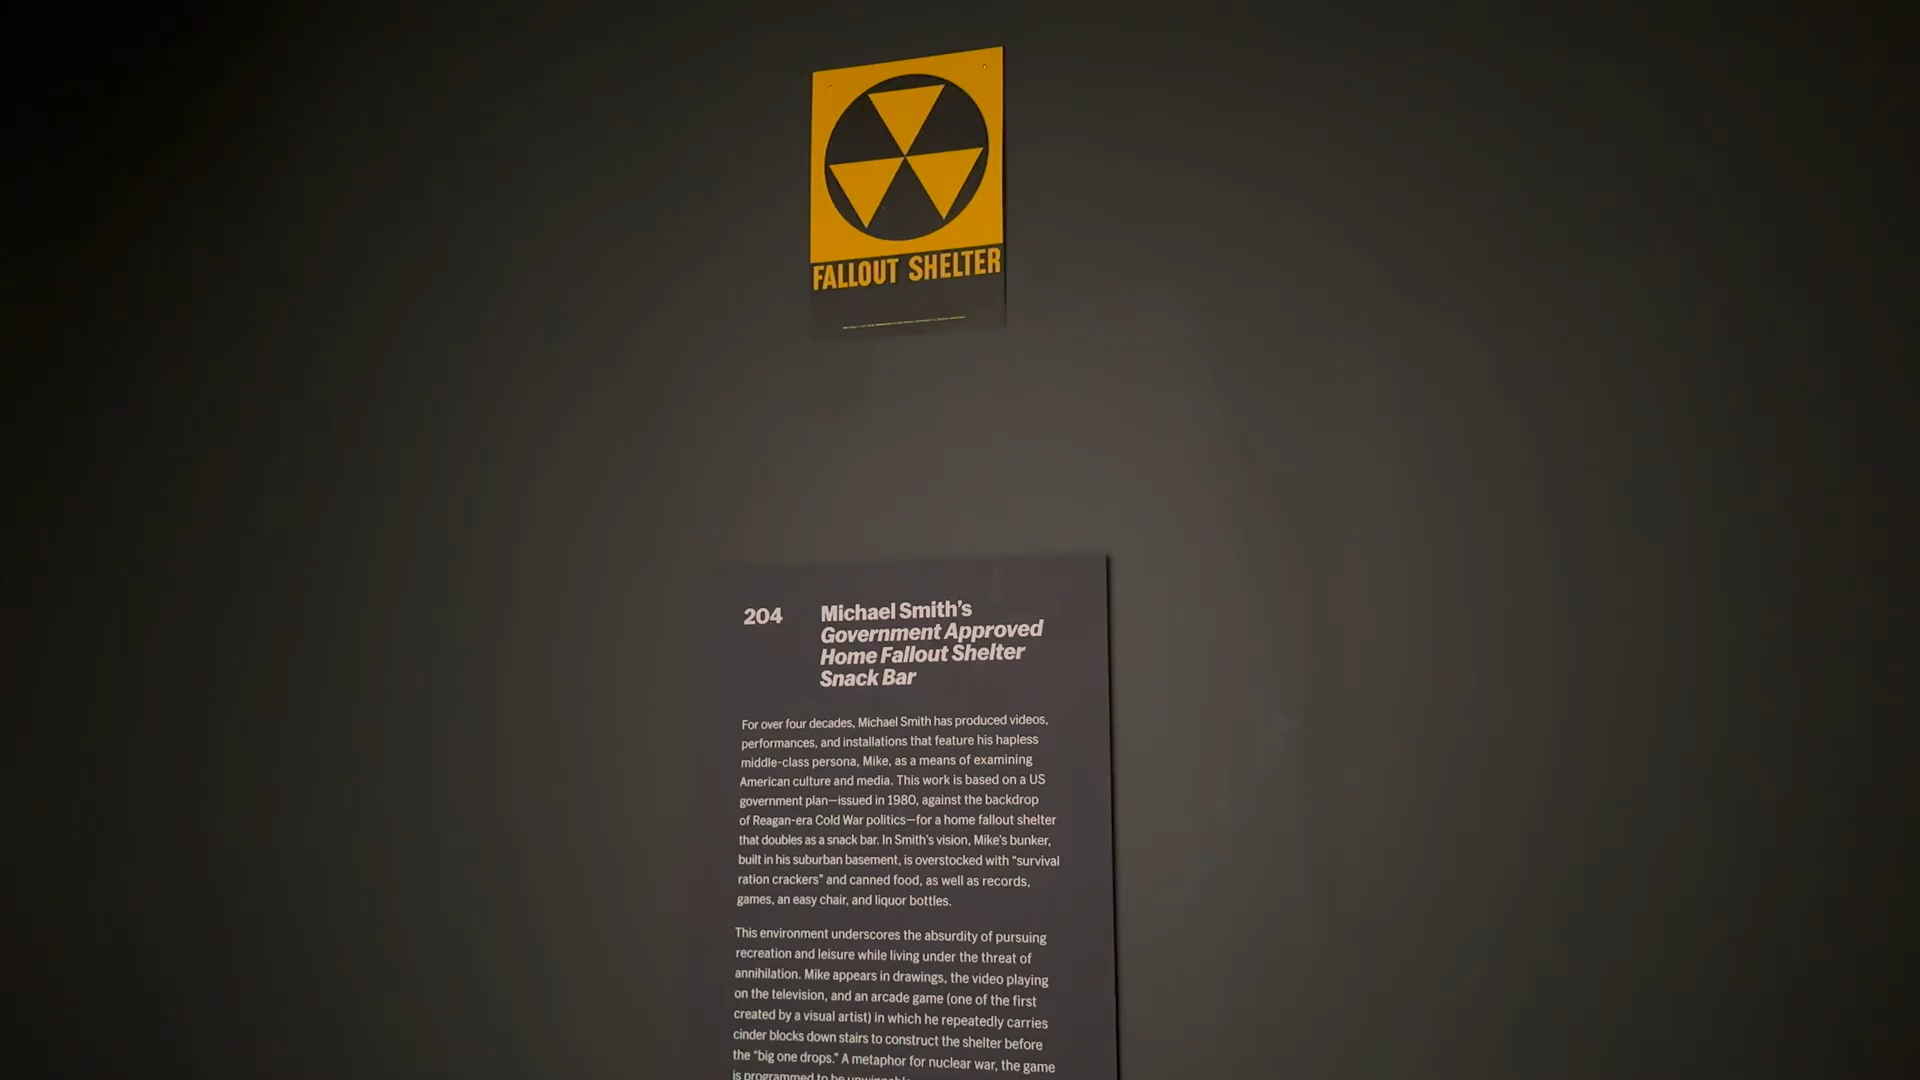 FALLOUT SHELTER
204
Michael Smith's
Government Approved
Home Fallout Shelter
Snack Bar
For over four decades, Michael Smith has produced videos,
performances, and installations that feature his hapless
middle-class persona, Mike, as a means of examining
American culture and media. This work is based on a US
government plan—issued in 1980, against the backdrop
of Reagan-era Cold War politics—for a home fallout shelter
that doubles as a snack bar. In Smith's vision, Mike's bunker,
built in his suburban basement, is overstocked with “survival
ration crackers” and canned food, as well as records,
games, an easy chair, and liquor bottles.
This environment underscores the absurdity of pursuing
recreation and leisure while living under the threat of
annihilation. Mike appears in drawings, the video playing
on the television, and an arcade game (one of the first
created by a visual artist) in which he repeatedly carries
cinder blocks down stairs to construct the shelter before
the “big one drops.” A metaphor for nuclear war, the game
is programmed to be